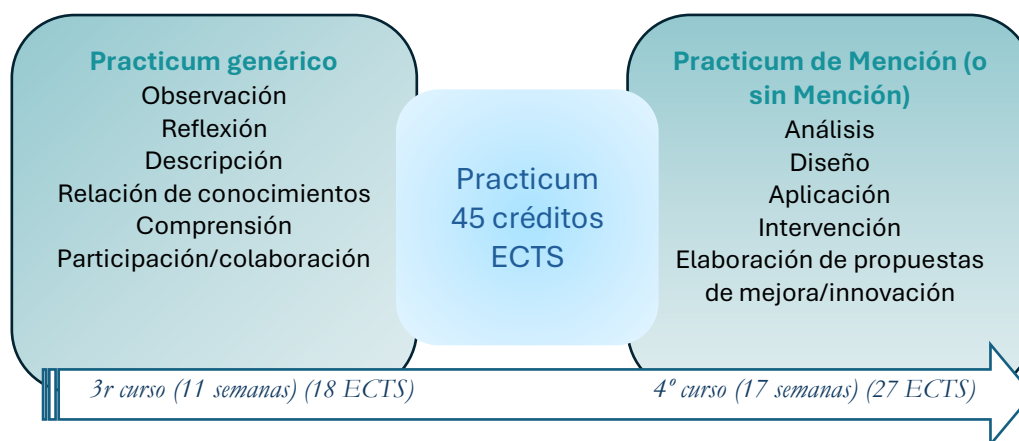 Practicum genérico
Observación
Reflexión
Descripción
Relación de conocimientos
Comprensión
Participación/colaboración
Practicum
45 créditos
ECTS
Practicum de Mención (o
sin Mención)
Análisis
Diseño
Aplicación
Intervención
Elaboración de propuestas
de mejora/innovación
3r curso (11 semanas) (18 ECTS)
4º curso (17 semanas) (27 ECTS)